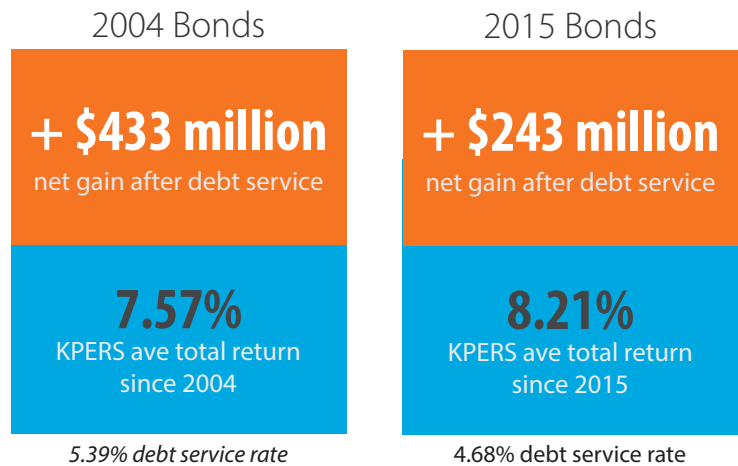 2004 Bonds
+ $433 million
net gain after debt service
7.57%
KPERS ave total return
since 2004
5.39% debt service rate
2015 Bonds
+ $243 million
net gain after debt service
8.21%
KPERS ave total return
since 2015
4.68% debt service rate